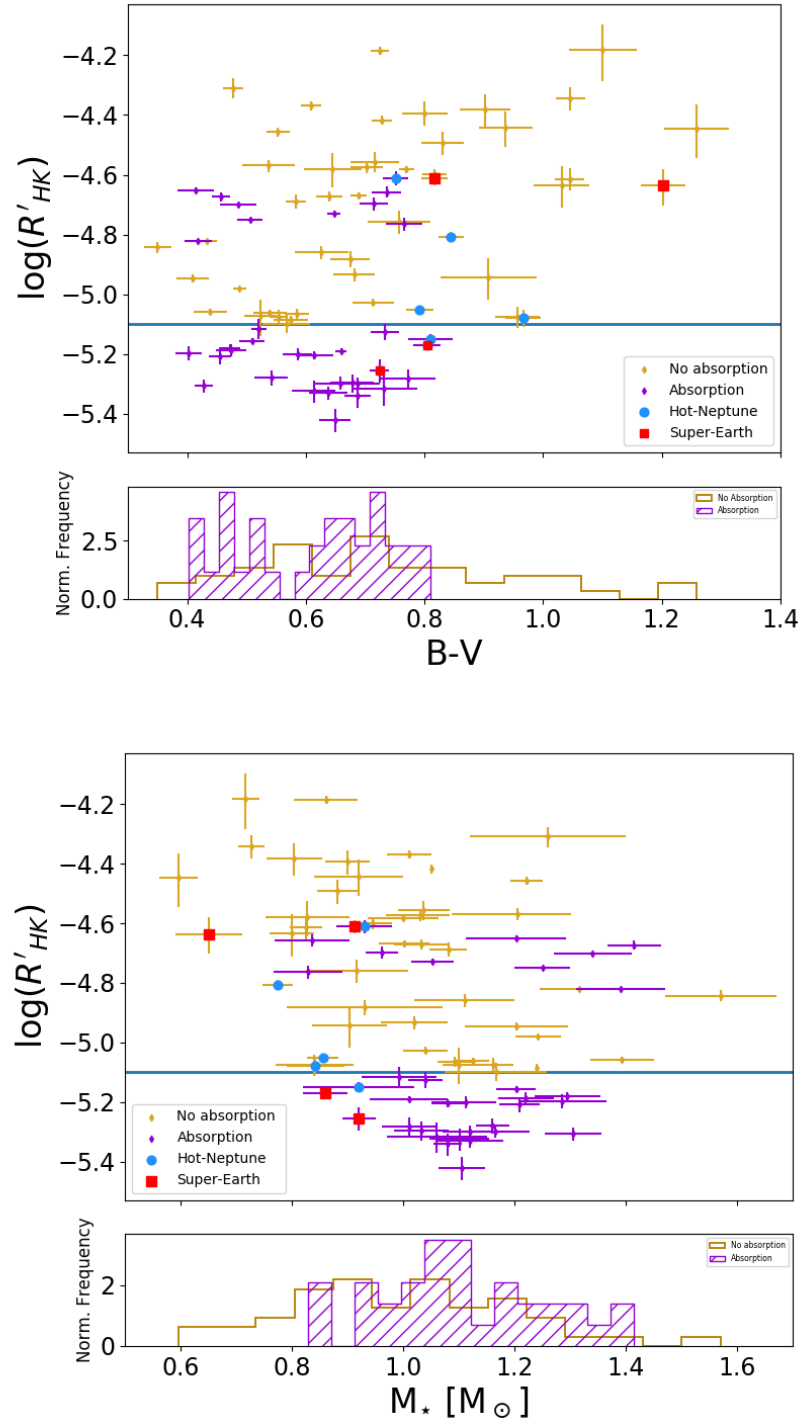 −4.2
−4.4
−4.6
−4.8
−5.0
−5.2
−5.4
log(R′HK)
No absorption
Absorption
Hot-Neptune
Super-Earth
Norm. Frequency
2.5
0.0
No Absorption
Absorption
0.4 0.6 0.8 1.0 1.2 1.4
B-V
−4.2
−4.4
−4.6
−4.8
−5.0
−5.2
−5.4
log(R′HK)
No absorption
Absorption
Hot-Neptune
Super-Earth
Norm. Frequency
2
0
No absorption
Absorption
0.6 0.8 1.0 1.2 1.4 1.6
M⋆ [M⊙]